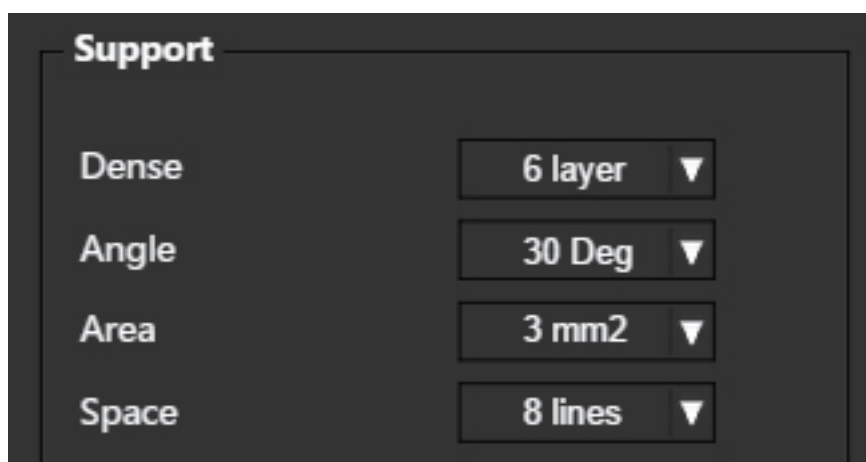 Support
Dense 6 layer
Angle 30 Deg
Area 3 mm2
Space 8 lines